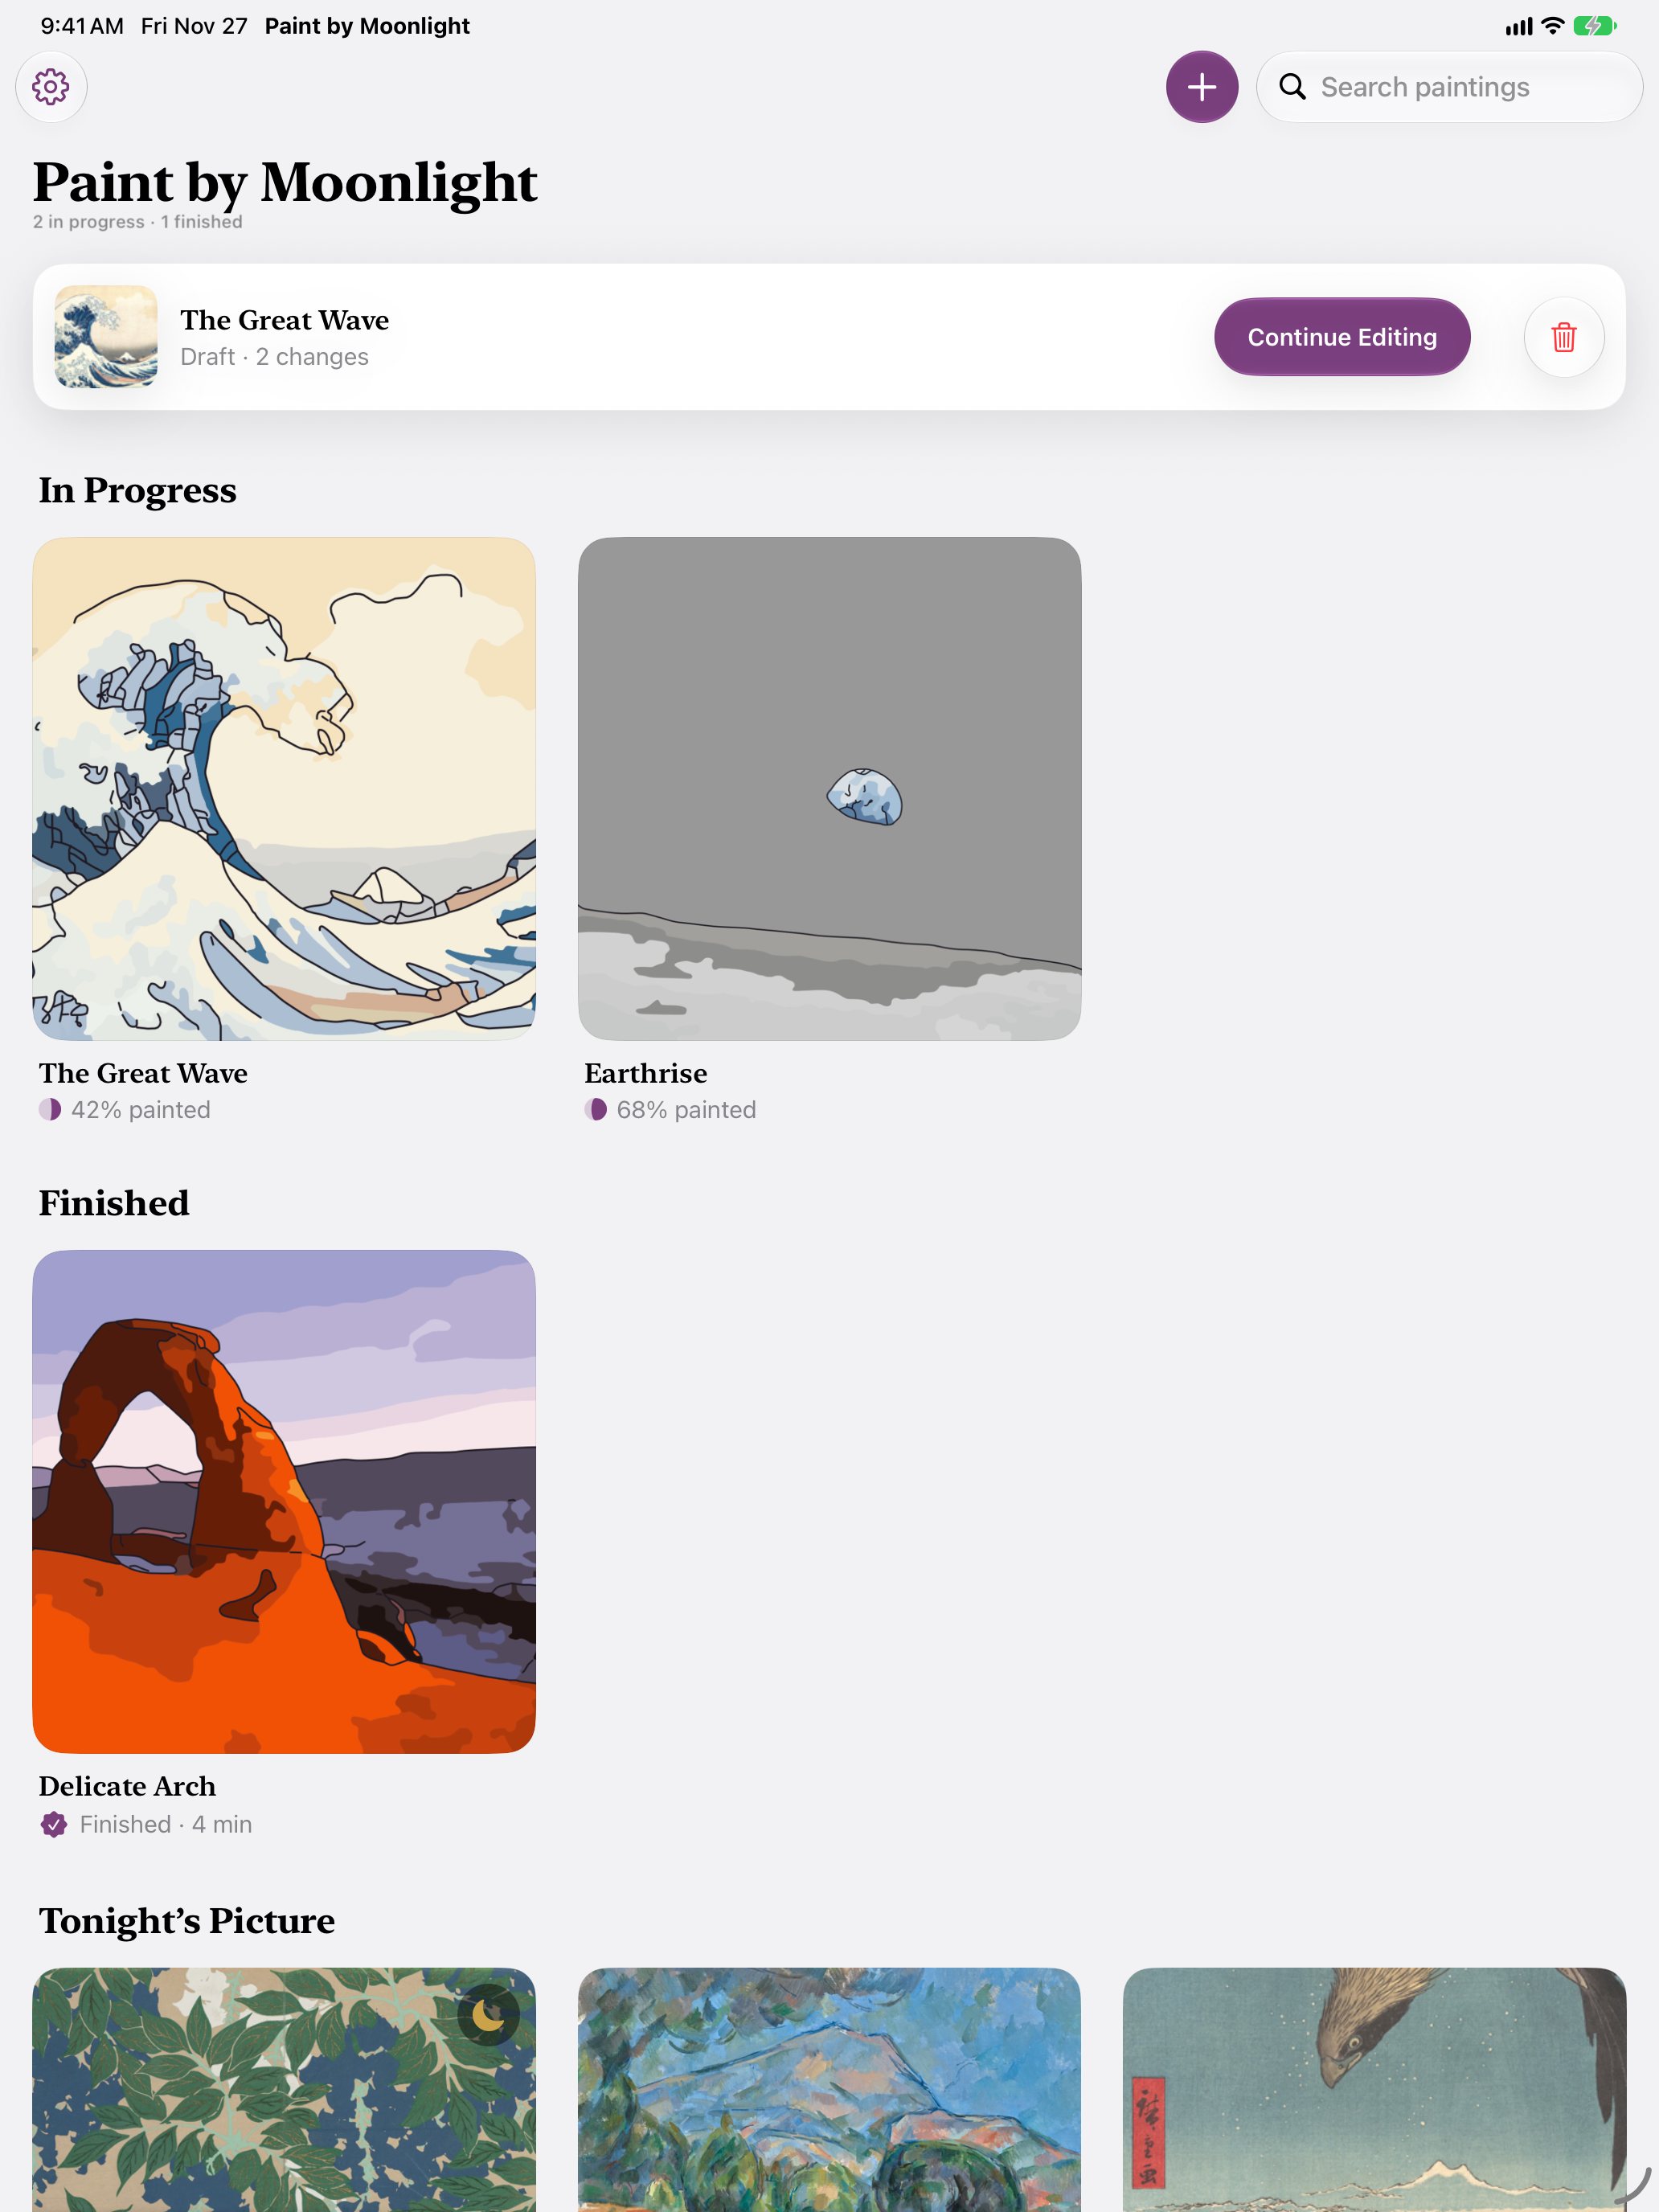 9:41 AM Fri Nov 27 Paint by Moonlight
Search paintings
Paint by Moonlight
2 in progress · 1 finished
The Great Wave
Draft · 2 changes
Continue Editing
In Progress
The Great Wave
42% painted
Earthrise
68% painted
Finished
Delicate Arch
Finished · 4 min
Tonight’s Picture